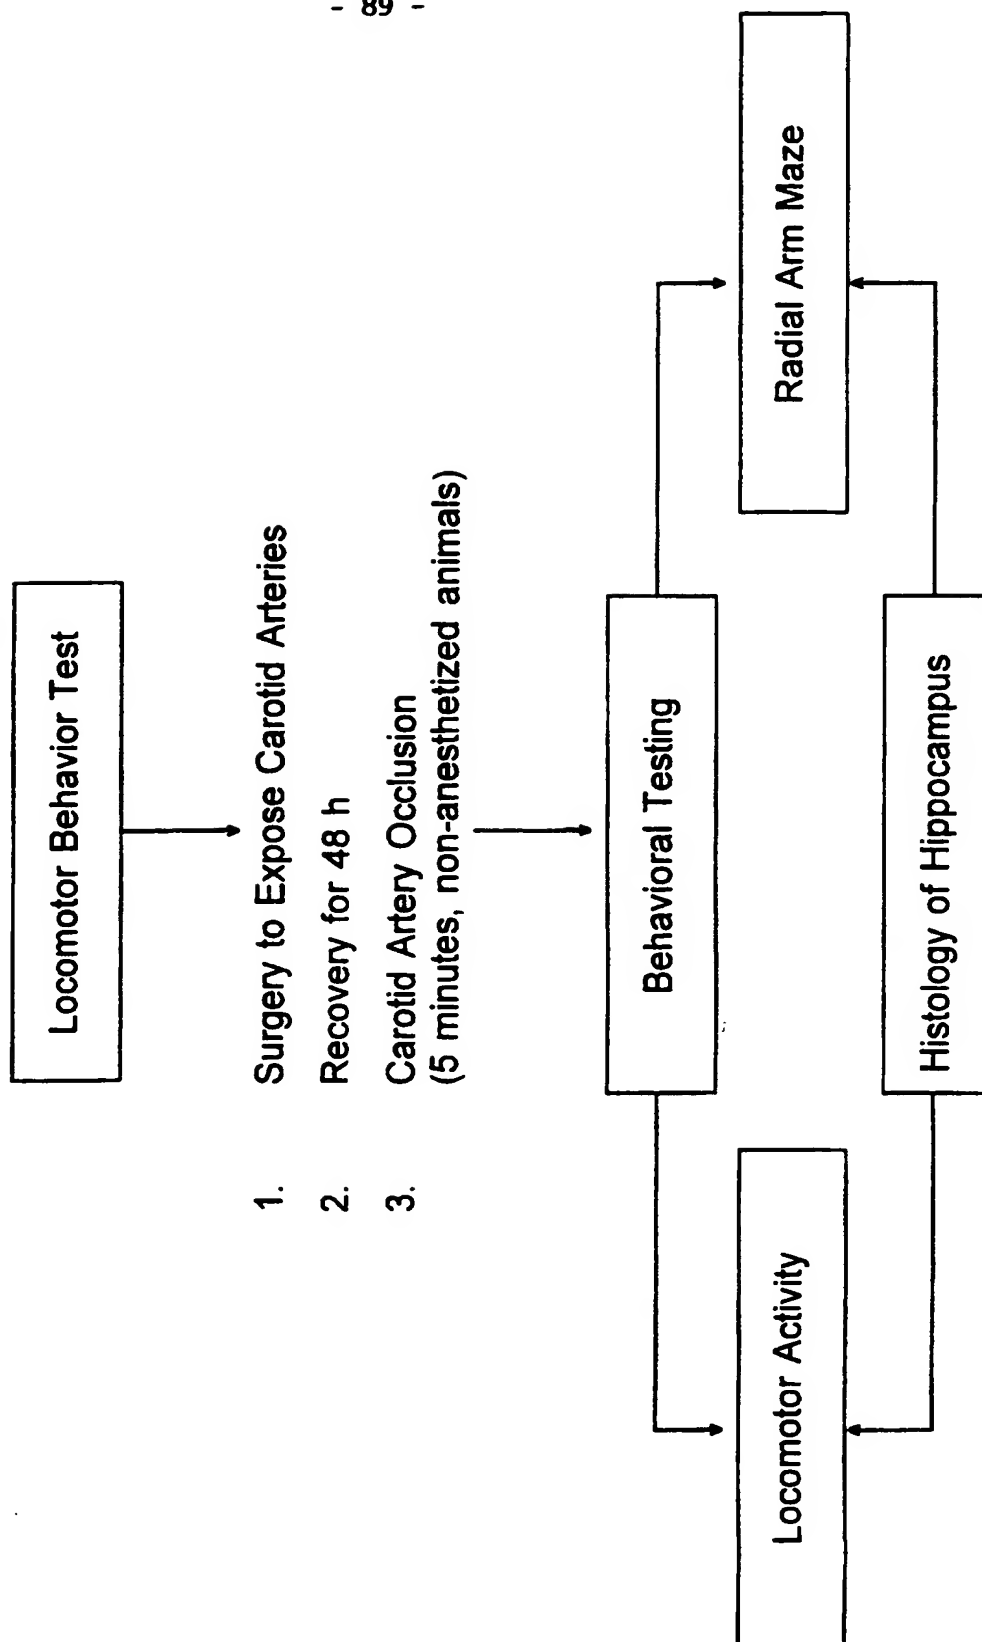 - 89 -
Locomotor Behavior Test
1. Surgery to Expose Carotid Arteries
2. Recovery for 48 h
3. Carotid Artery Occlusion
(5 minutes, non-anesthetized animals)
Behavioral Testing
Locomotor Activity
Radial Arm Maze
Histology of Hippocampus